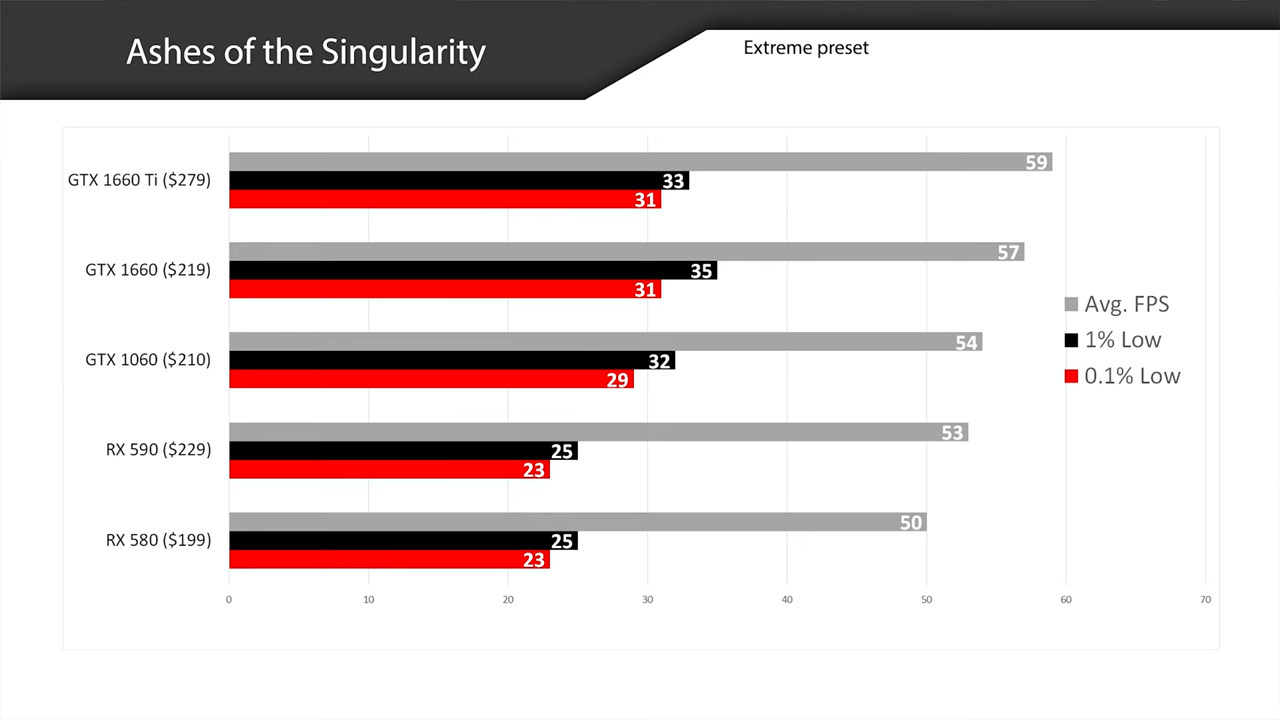 Ashes of the Singularity
Extreme preset
GTX 1660 Ti ($279)
59
33
31
GTX 1660 ($219)
57
35
31
GTX 1060 ($210)
54
32
29
RX 590 ($229)
53
25
23
RX 580 ($199)
50
25
23
Avg. FPS
1% Low
0.1% Low
0 10 20 30 40 50 60 70